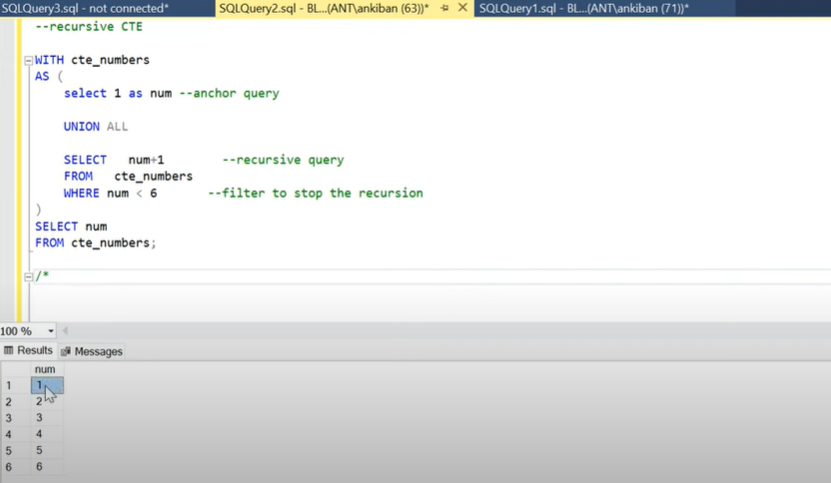 SQLQuery3.sql - not connected* SQLQuery2.sql - BL...(ANT\ankiban (63))* SQLQuery1.sql - BL...(ANT\ankiban (71))*
--recursive CTE
WITH cte_numbers
AS (
select 1 as num --anchor query
UNION ALL
SELECT num+1 --recursive query
FROM cte_numbers
WHERE num < 6 --filter to stop the recursion
)
SELECT num
FROM cte_numbers;
/*
100 %
Results Messages
num
1 1
2 2
3 3
4 4
5 5
6 6